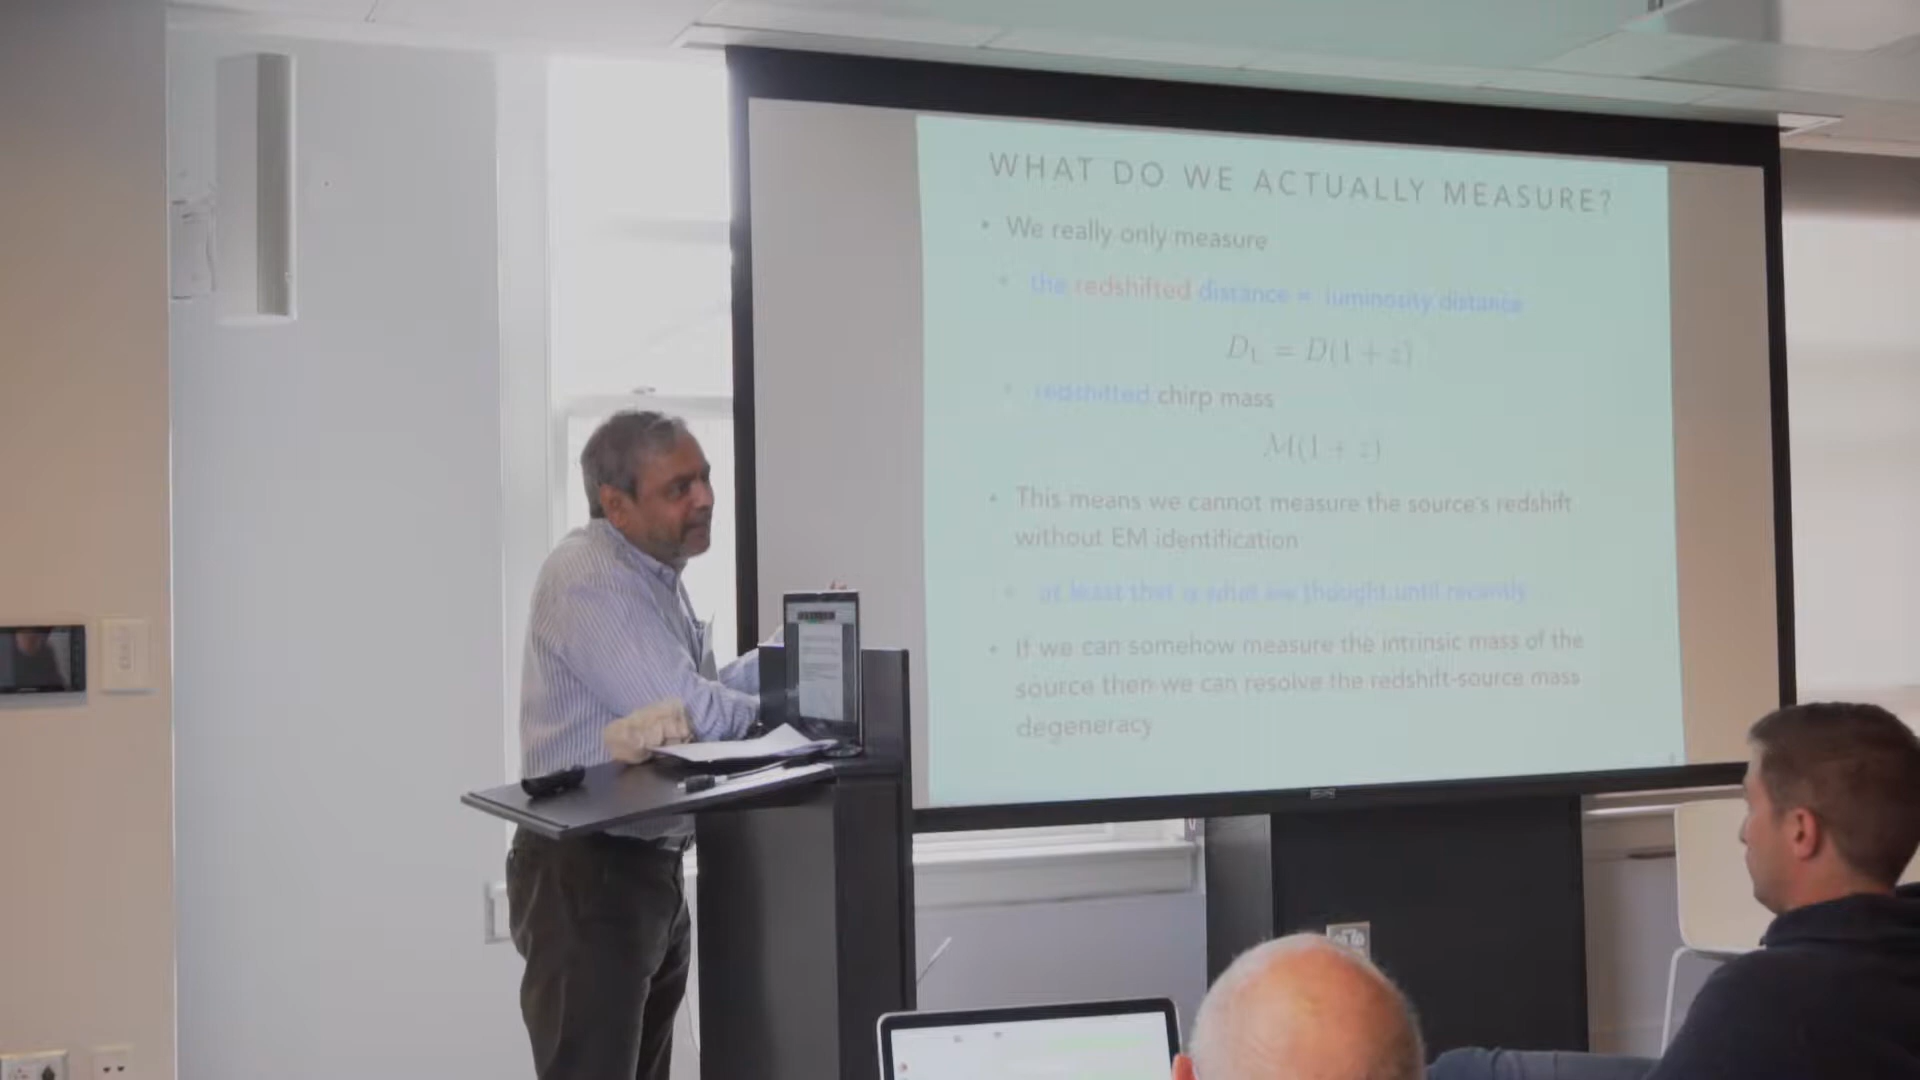 WHAT DO WE ACTUALLY MEASURE?
• We really only measure
• the redshifted distance = luminosity distance
D_L = D(1 + z)
• redshifted chirp mass
M(1 + z)
• This means we cannot measure the source's redshift
without EM identification
• at least that is what we thought until recently
• If we can somehow measure the intrinsic mass of the
source then we can resolve the redshift-source mass
degeneracy